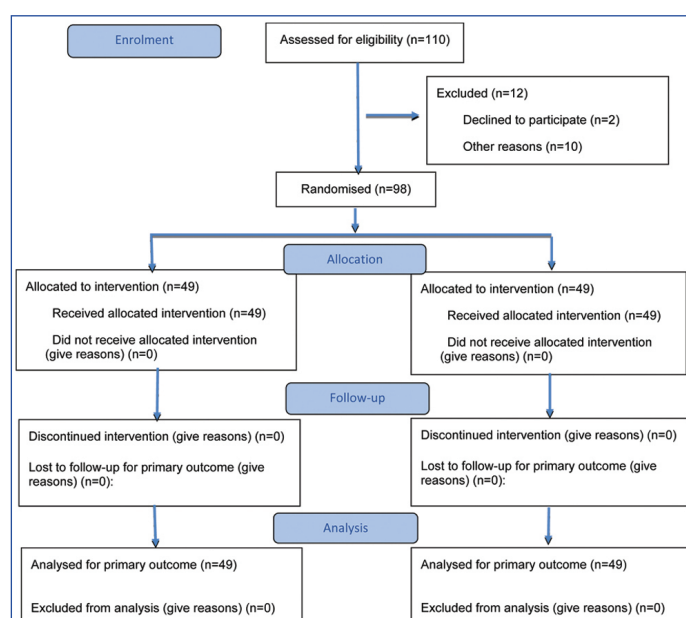 Enrolment
Assessed for eligibility (n=110)
Excluded (n=12)
Declined to participate (n=2)
Other reasons (n=10)
Randomised (n=98)
Allocation
Allocated to intervention (n=49)
Received allocated intervention (n=49)
Did not receive allocated intervention
(give reasons) (n=0)
Allocated to intervention (n=49)
Received allocated intervention (n=49)
Did not receive allocated intervention
(give reasons) (n=0)
Follow-up
Discontinued intervention (give reasons) (n=0)
Lost to follow-up for primary outcome (give
reasons) (n=0):
Discontinued intervention (give reasons) (n=0)
Lost to follow-up for primary outcome (give
reasons) (n=0):
Analysis
Analysed for primary outcome (n=49)
Excluded from analysis (give reasons) (n=0)
Analysed for primary outcome (n=49)
Excluded from analysis (give reasons) (n=0)